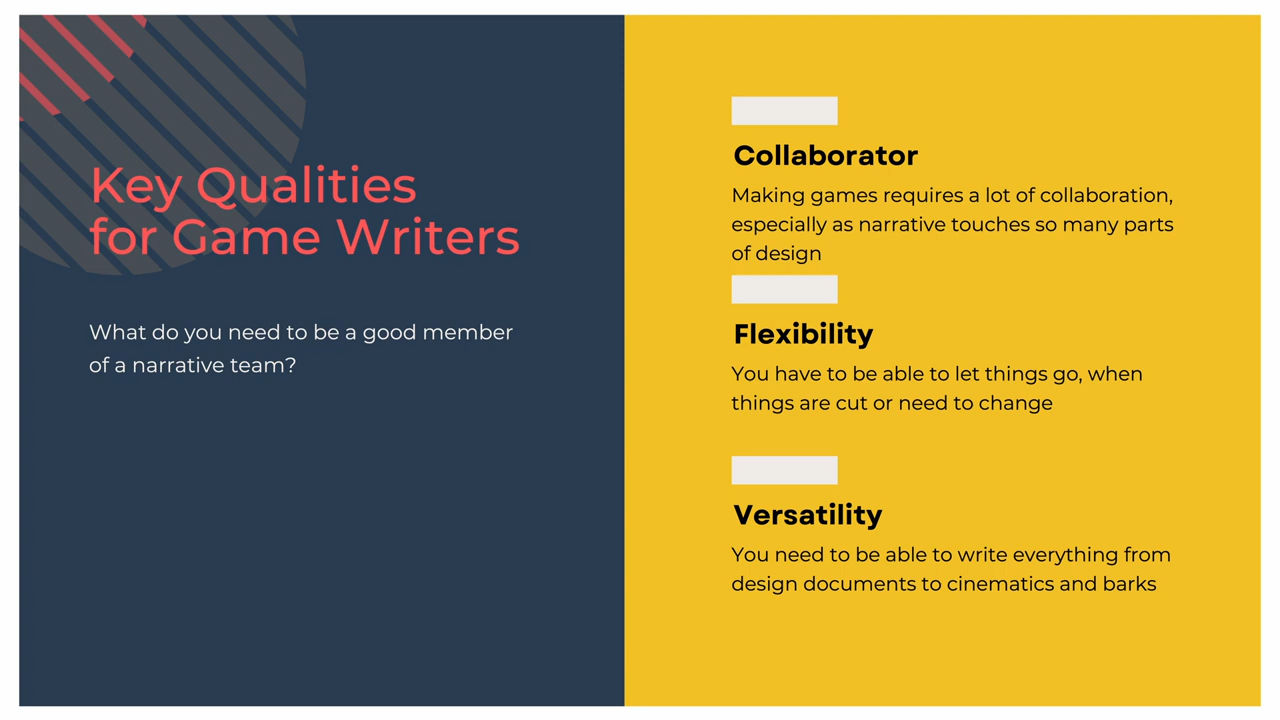 Key Qualities
for Game Writers
What do you need to be a good member
of a narrative team?
Collaborator
Making games requires a lot of collaboration,
especially as narrative touches so many parts
of design
Flexibility
You have to be able to let things go, when
things are cut or need to change
Versatility
You need to be able to write everything from
design documents to cinematics and barks